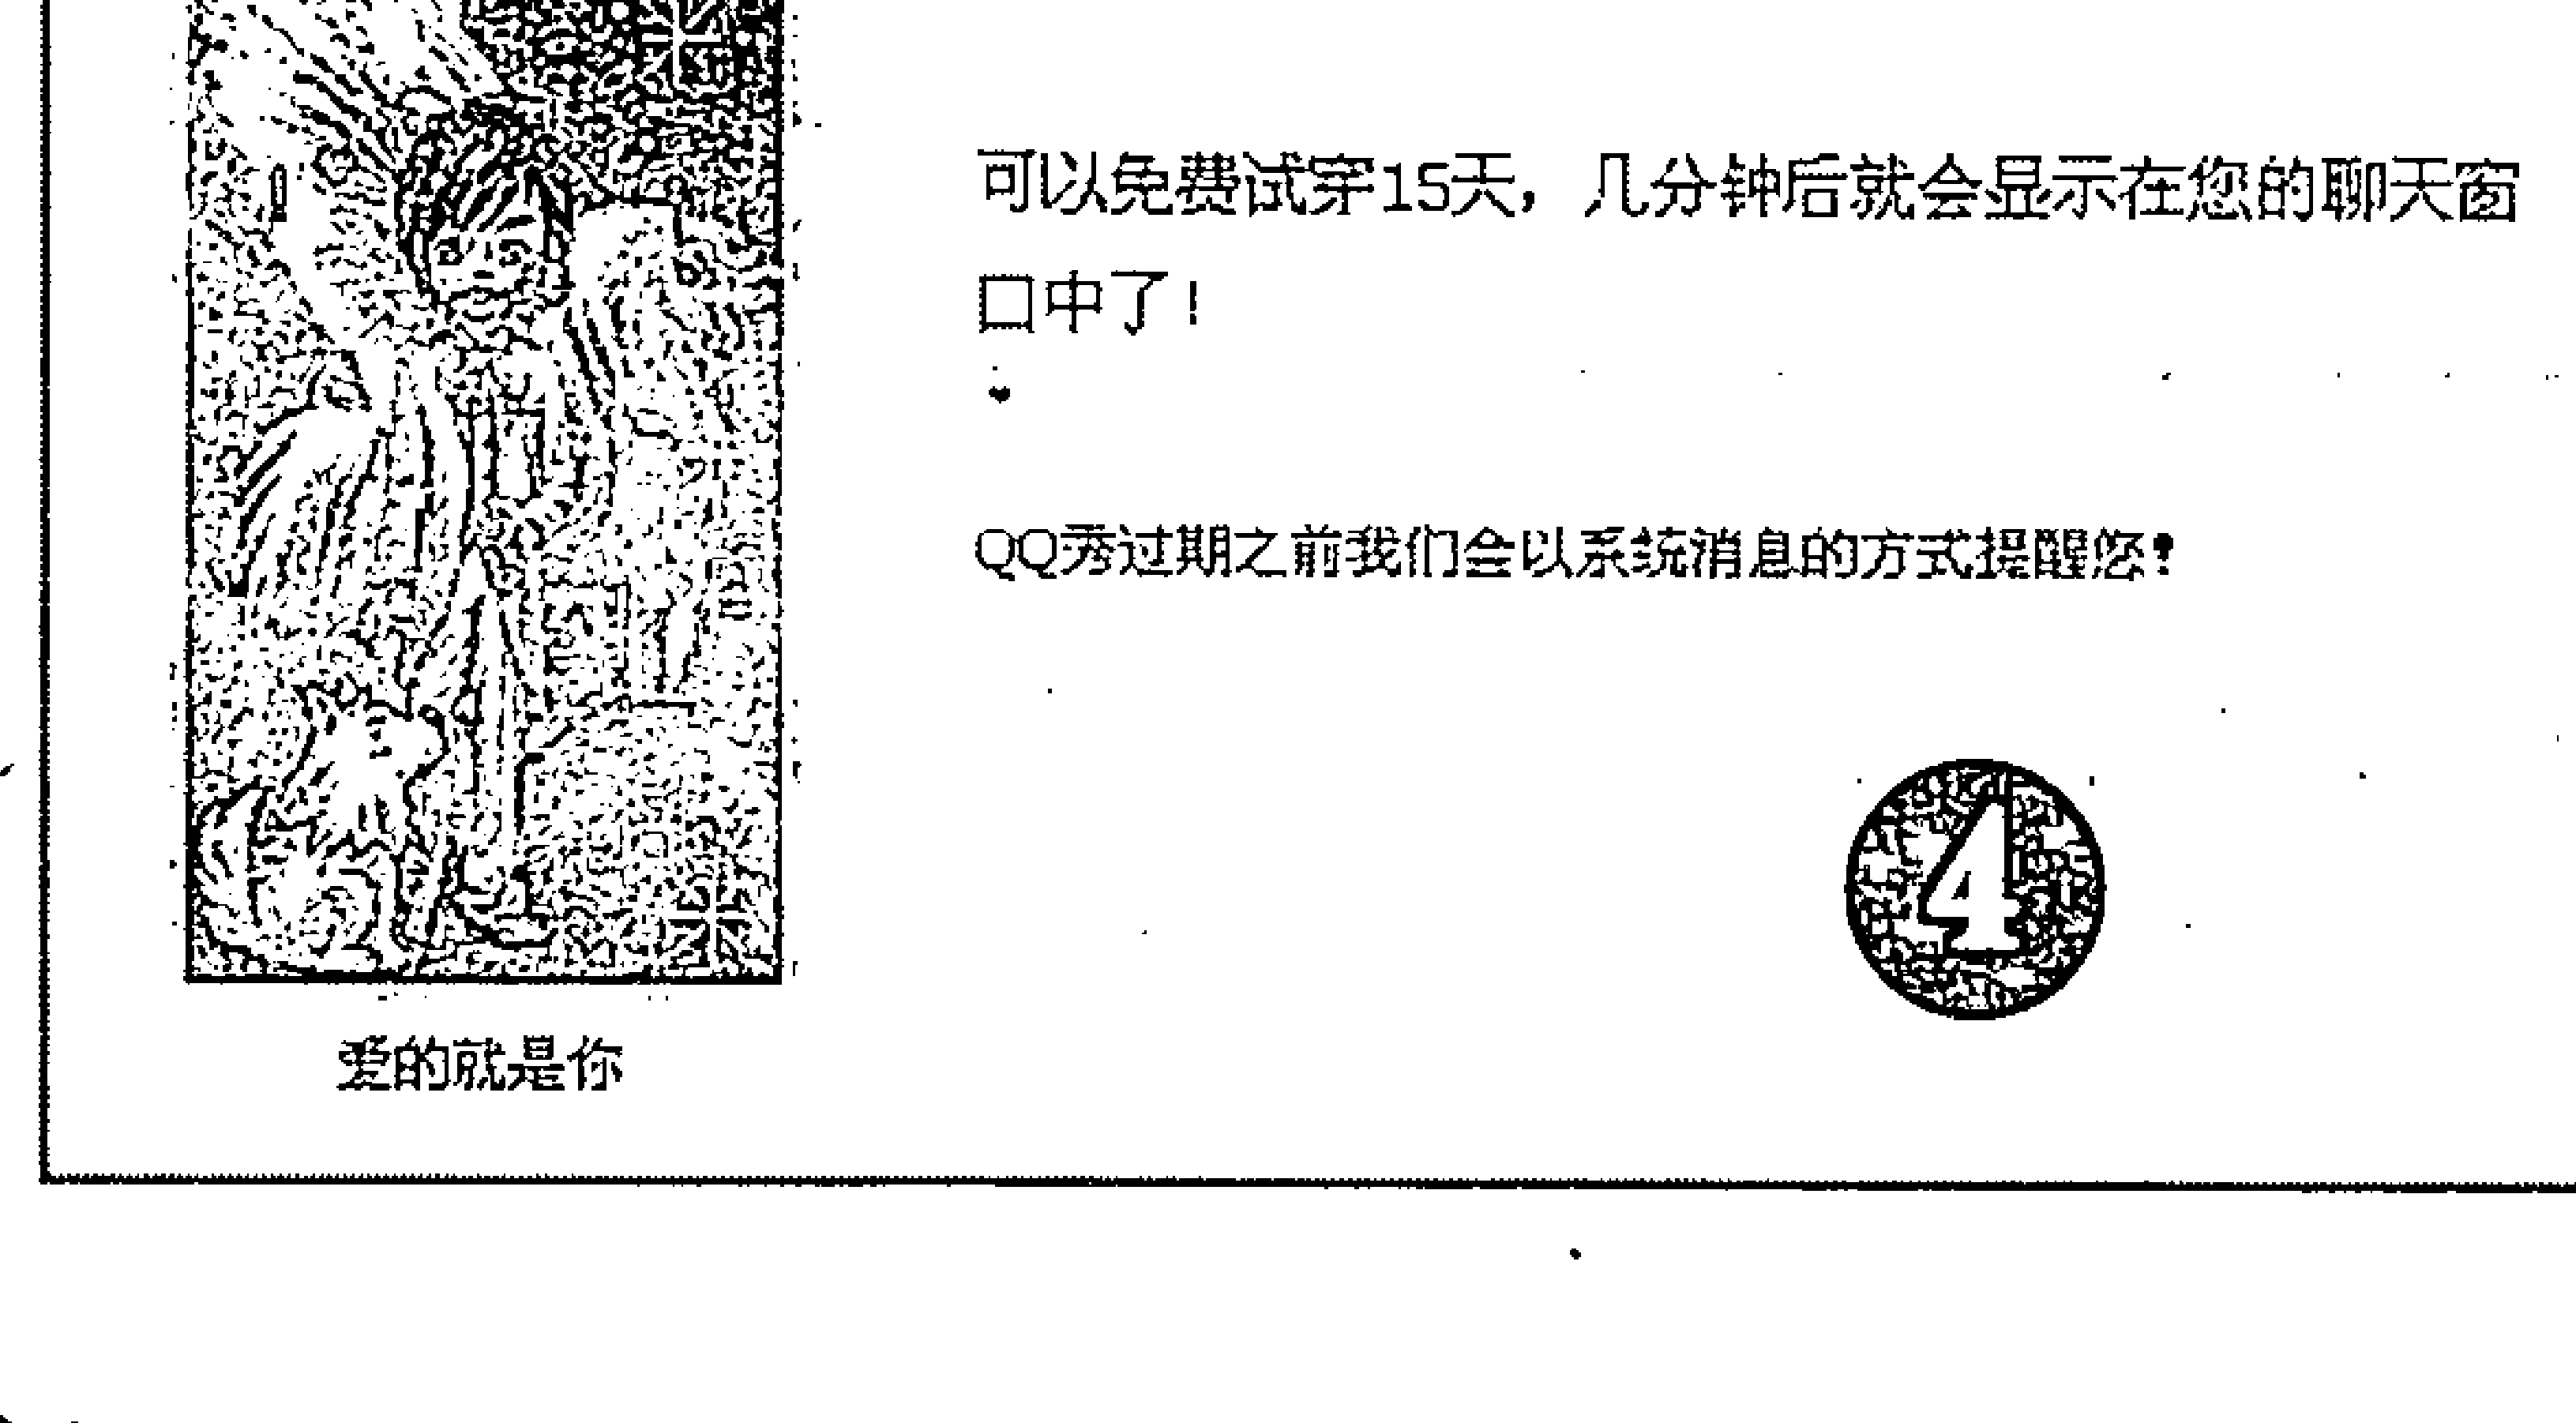 可以免费试穿15天，几分钟后就会显示在您的聊天窗
口中了！
QQ秀过期之前我们会以系统消息的方式提醒您！
4
爱的就是你